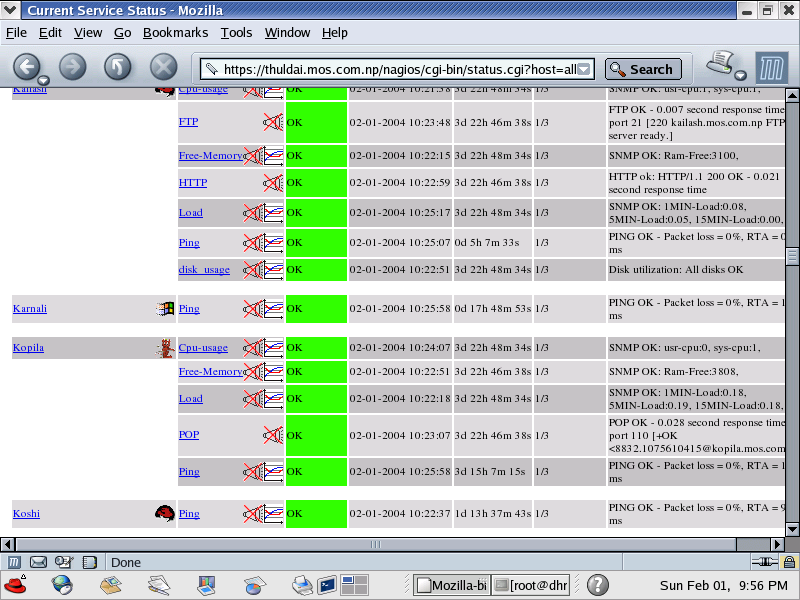 Current Service Status - Mozilla
File Edit View Go Bookmarks Tools Window Help
https://thuldai.mos.com.np/nagios/cgi-bin/status.cgi?host=all Search
Kailash Cpu-usage OK 02-01-2004 10:21:58 3d 22h 48m 34s 1/3 SNMP OK: usr-cpu:1, sys-cpu:1,
FTP OK 02-01-2004 10:23:48 3d 22h 46m 38s 1/3 FTP OK - 0.007 second response time
port 21 [220 kailash.mos.com.np FTP
server ready.]
Free-Memory OK 02-01-2004 10:22:15 3d 22h 48m 34s 1/3 SNMP OK: Ram-Free:3100,
HTTP OK 02-01-2004 10:22:59 3d 22h 46m 38s 1/3 HTTP ok: HTTP/1.1 200 OK - 0.021
second response time
Load OK 02-01-2004 10:25:17 3d 22h 48m 34s 1/3 SNMP OK: 1MIN-Load:0.08,
5MIN-Load:0.05, 15MIN-Load:0.00,
Ping OK 02-01-2004 10:25:07 0d 5h 7m 33s 1/3 PING OK - Packet loss = 0%, RTA = 0
ms
disk_usage OK 02-01-2004 10:22:51 3d 22h 48m 34s 1/3 Disk utilization: All disks OK
Karnali Ping OK 02-01-2004 10:25:58 0d 17h 48m 53s 1/3 PING OK - Packet loss = 0%, RTA = 1
ms
Kopila Cpu-usage OK 02-01-2004 10:24:07 3d 22h 48m 34s 1/3 SNMP OK: usr-cpu:0, sys-cpu:1,
Free-Memory OK 02-01-2004 10:22:51 3d 22h 46m 38s 1/3 SNMP OK: Ram-Free:3808,
Load OK 02-01-2004 10:22:18 3d 22h 48m 34s 1/3 SNMP OK: 1MIN-Load:0.18,
5MIN-Load:0.19, 15MIN-Load:0.18,
POP OK 02-01-2004 10:23:07 3d 22h 46m 38s 1/3 POP OK - 0.028 second response time
port 110 [+OK
<8832.1075610415@kopila.mos.com
Ping OK 02-01-2004 10:25:58 3d 15h 7m 15s 1/3 PING OK - Packet loss = 0%, RTA = 1
ms
Koshi Ping OK 02-01-2004 10:22:37 1d 13h 37m 43s 1/3 PING OK - Packet loss = 0%, RTA = 9
ms
Done
Mozilla-bi [root@dhr Sun Feb 01, 9:56 PM